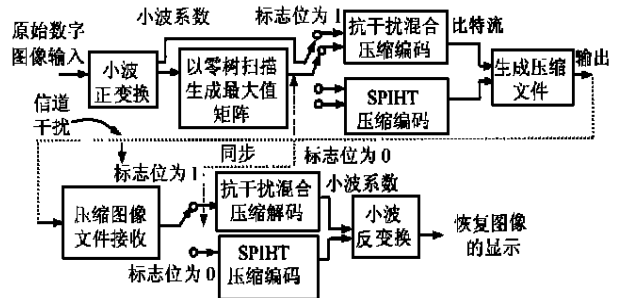 小波系数
标志位为 1
原始数字
图像输入
小波
正变换
以零树扫描
生成最大值
矩阵
抗干扰混合
压缩编码
比特流
生成压缩
文件
输出
SPIHT
压缩编码
信道
干扰
同步
标志位为 0
标志位为 1
压缩图像
文件接收
抗干扰混合
压缩解码
小波系数
小波
反变换
恢复图像
的显示
标志位为 0
SPIHT
压缩编码